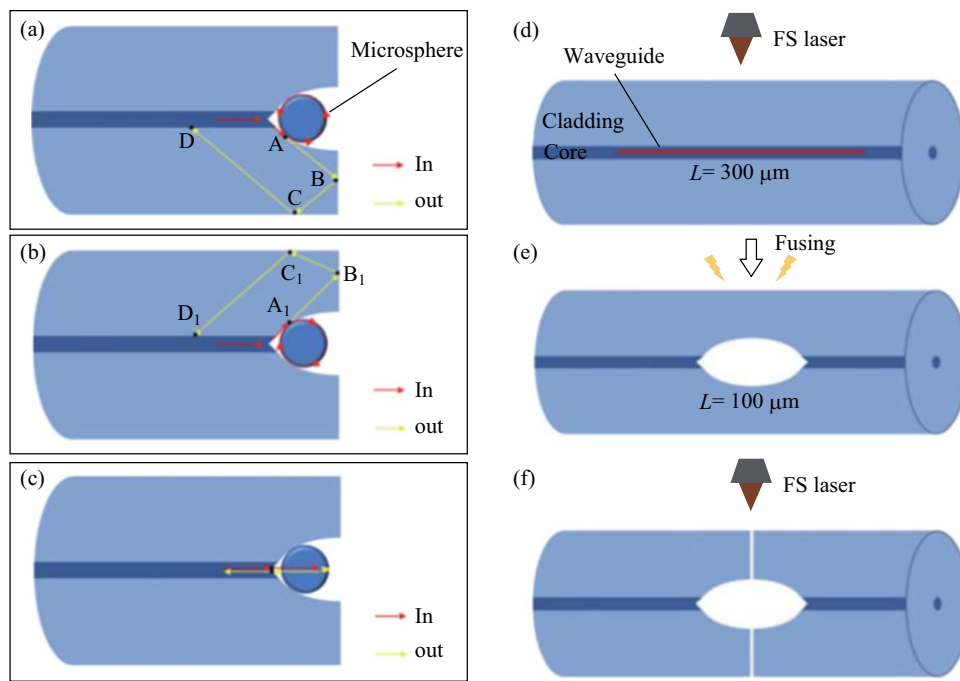 (a)
Microsphere
D
A
B
C
In
out
(b)
C₁
B₁
A₁
D₁
In
out
(c)
In
out
(d)
FS laser
Waveguide
Cladding
Core
L= 300 μm
(e)
Fusing
L= 100 μm
(f)
FS laser